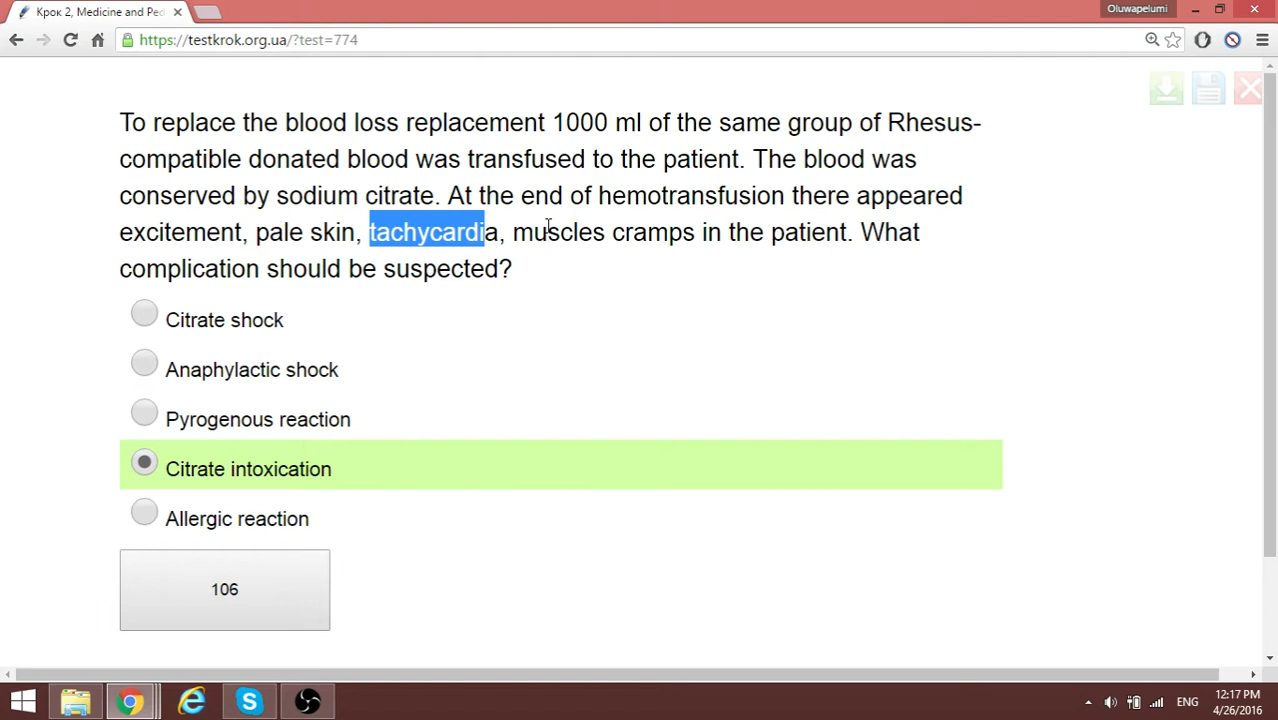 Крок 2, Medicine and Ped
Oluwapelumi
https://testkrok.org.ua/?test=774
To replace the blood loss replacement 1000 ml of the same group of Rhesus-
compatible donated blood was transfused to the patient. The blood was
conserved by sodium citrate. At the end of hemotransfusion there appeared
excitement, pale skin, tachycardia, muscles cramps in the patient. What
complication should be suspected?
Citrate shock
Anaphylactic shock
Pyrogenous reaction
Citrate intoxication
Allergic reaction
106
ENG
12:17 PM
4/26/2016